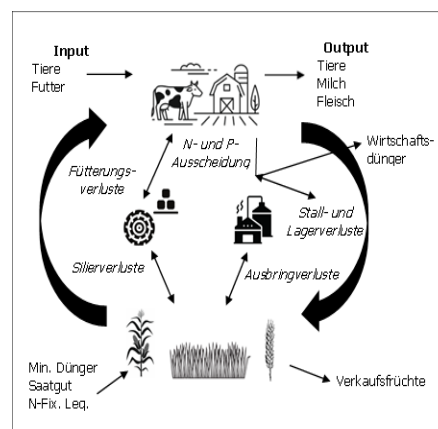 Input
Tiere
Futter
Output
Tiere
Milch
Fleisch
N- und P-
Ausscheidung
Wirtschafts-
dünger
Fütterungs-
verluste
Stall- und
Lagerverluste
Silierverluste
Ausbringverluste
Min. Dünger
Saatgut
N-Fix. Leg.
Verkaufsfrüchte